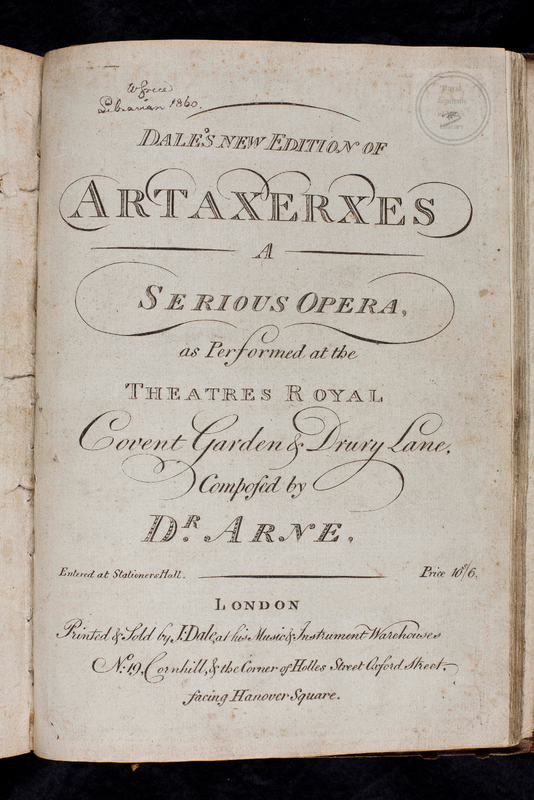 Librarian 1860.
DALE'S NEW EDITION OF
ARTAXERXES
A
SERIOUS OPERA,
as Performed at the
THEATRES ROYAL
Covent Garden & Drury Lane.
Compoſed by
DR. ARNE.
Entered at Stationers Hall.
Price 10s/6.
LONDON
Printed & Sold by J. Dale, at his Music & Instrument Warehouses
No. 19, Cornhill, & the Corner of Holles Street Oxford Street.
facing Hanover Square.